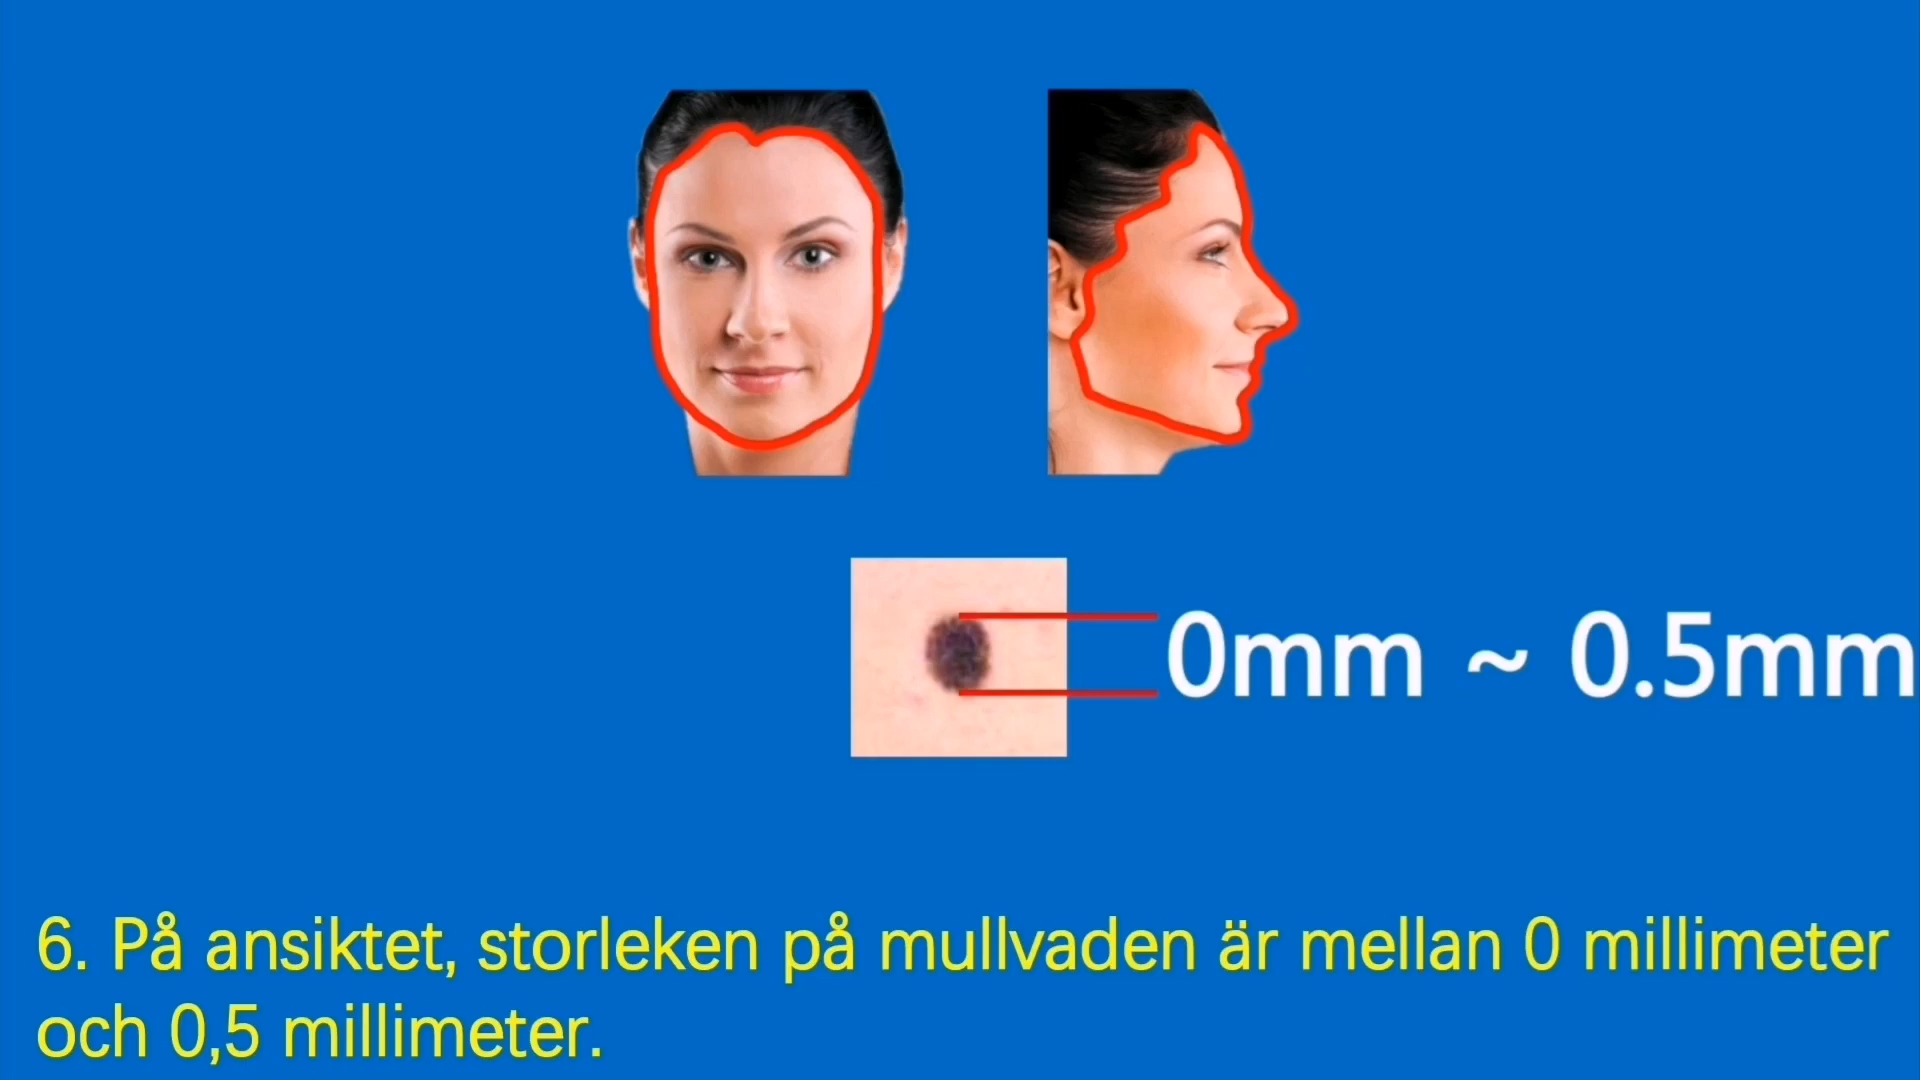 0mm ~ 0.5mm
6. På ansiktet, storleken på mullvaden är mellan 0 millimeter
och 0,5 millimeter.